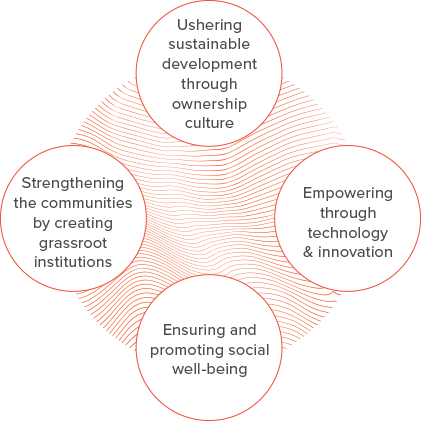 Ushering
sustainable
development
through
ownership
culture
Strengthening
the communities
by creating
grassroot
institutions
Empowering
through
technology
& innovation
Ensuring and
promoting social
well-being